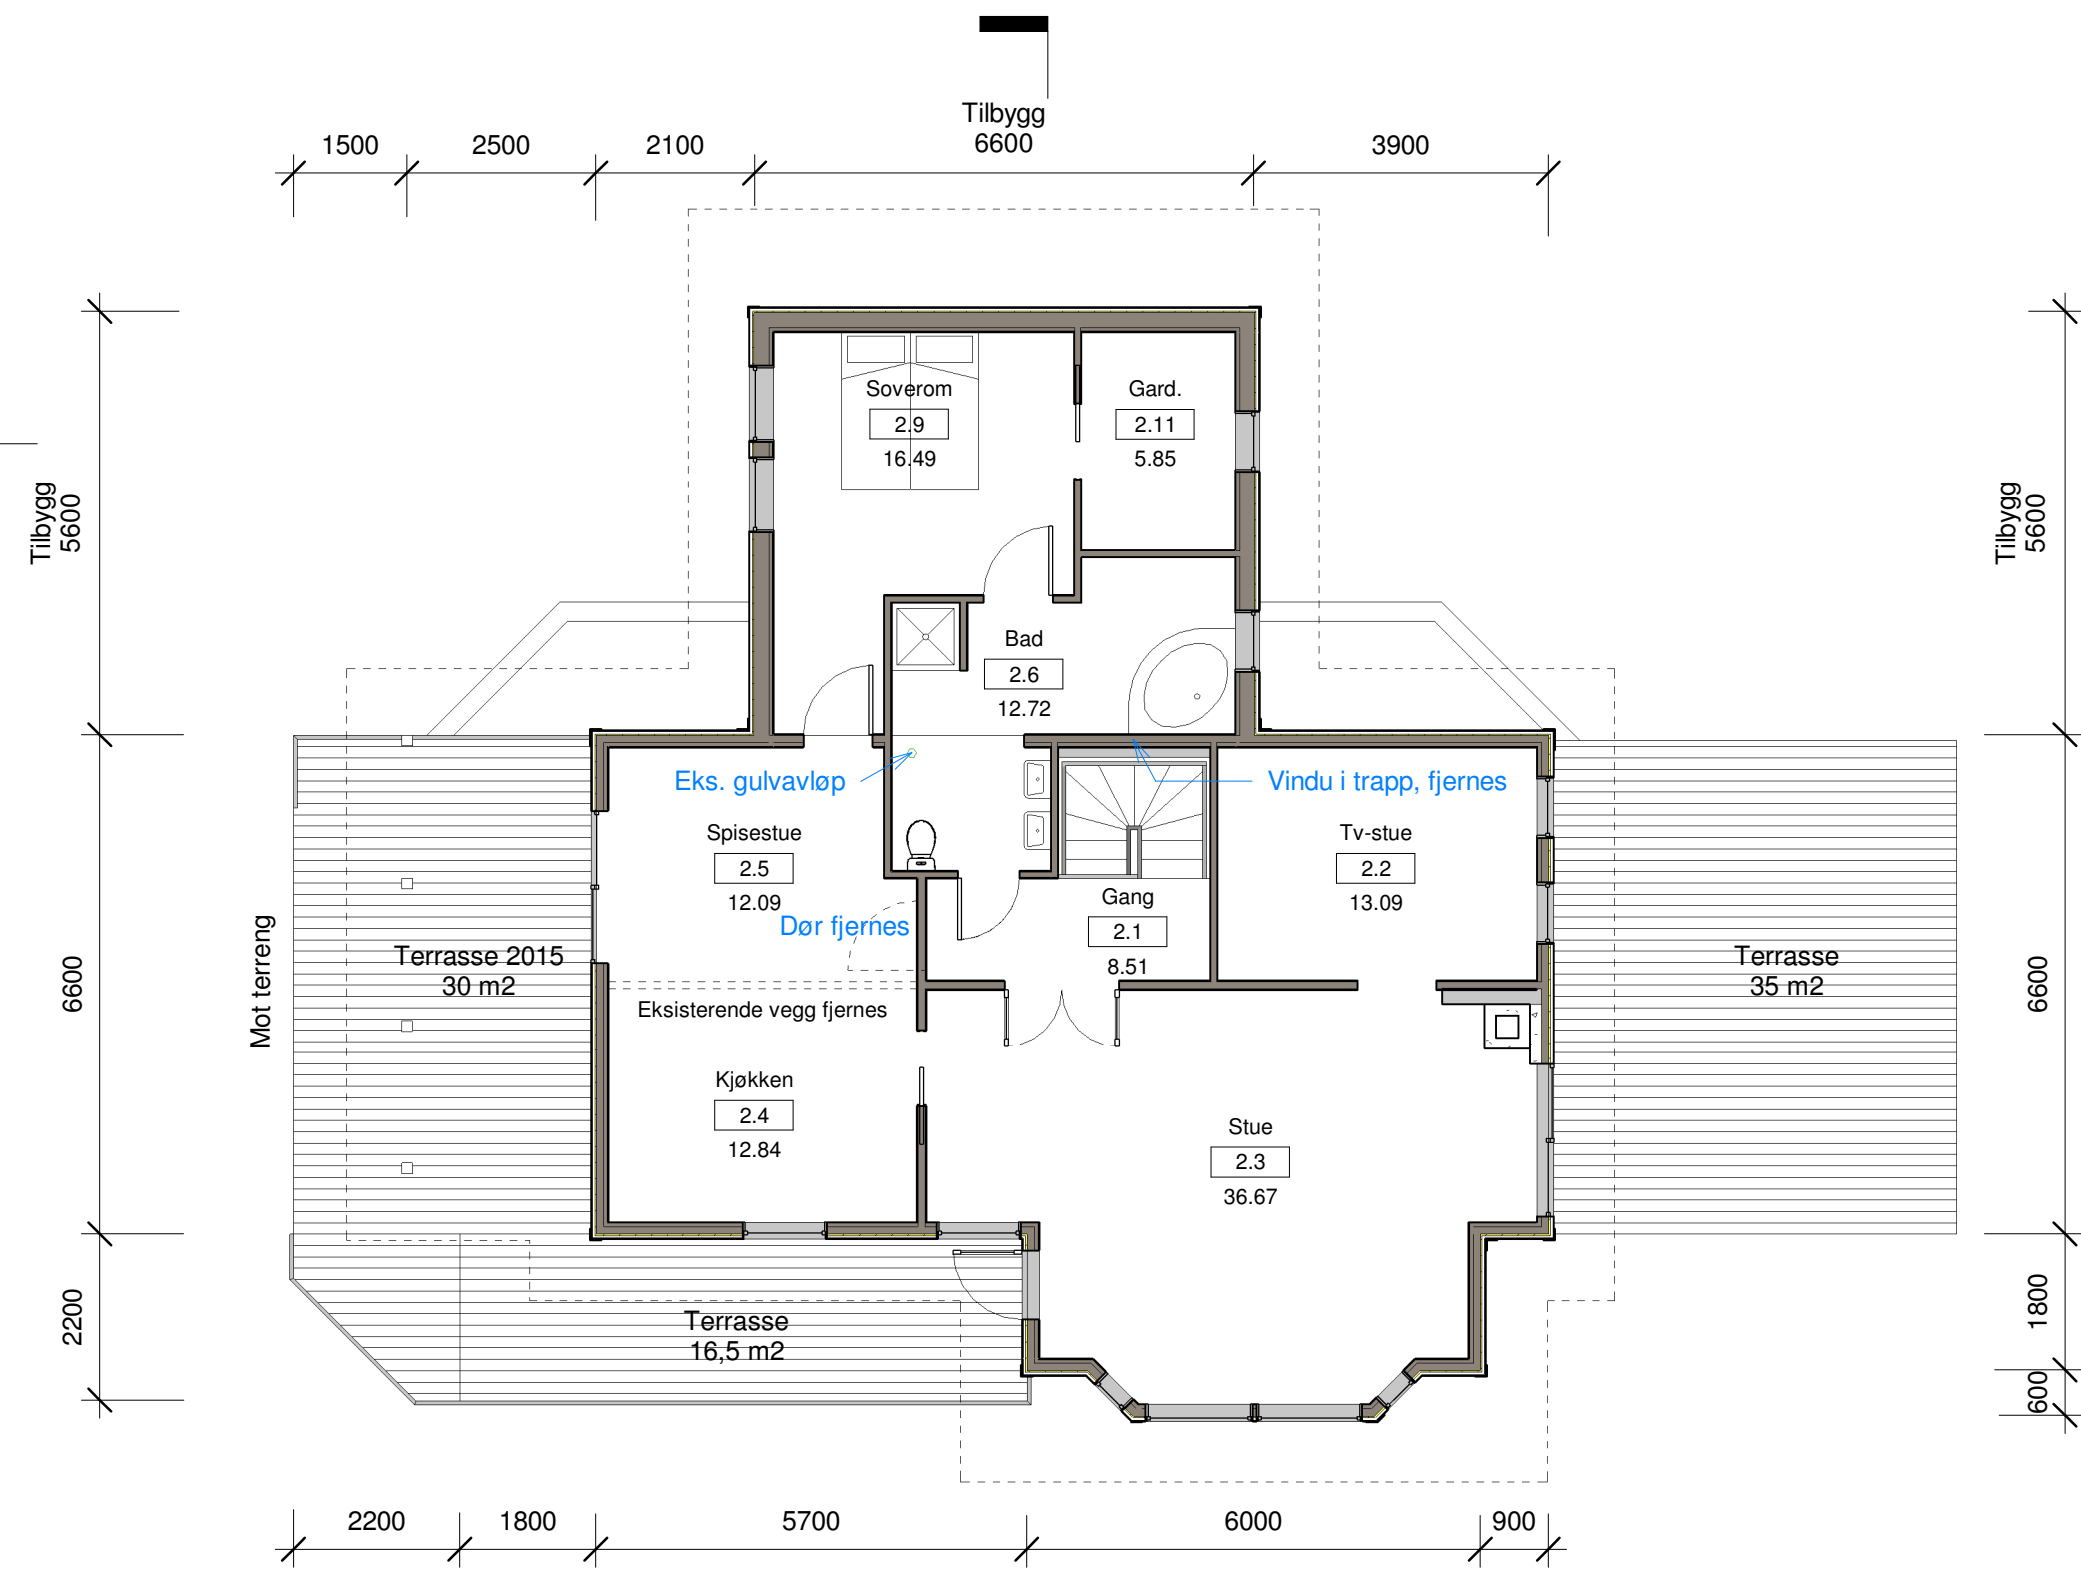 Tilbygg
1500 2500 2100 6600 3900
Soverom
2.9
16.49
Gard.
2.11
5.85
Tilbygg
5600
Tilbygg
5600
Bad
2.6
12.72
Eks. gulvavløp
Vindu i trapp, fjernes
Spisestue
2.5
12.09
Tv-stue
2.2
13.09
Dør fjernes
Gang
2.1
8.51
Mot terreng
Terrasse 2015
30 m2
Terrasse
35 m2
6600
6600
Eksisterende vegg fjernes
Kjøkken
2.4
12.84
Stue
2.3
36.67
2200
Terrasse
16,5 m2
1800
600
2200 1800 5700 6000 900